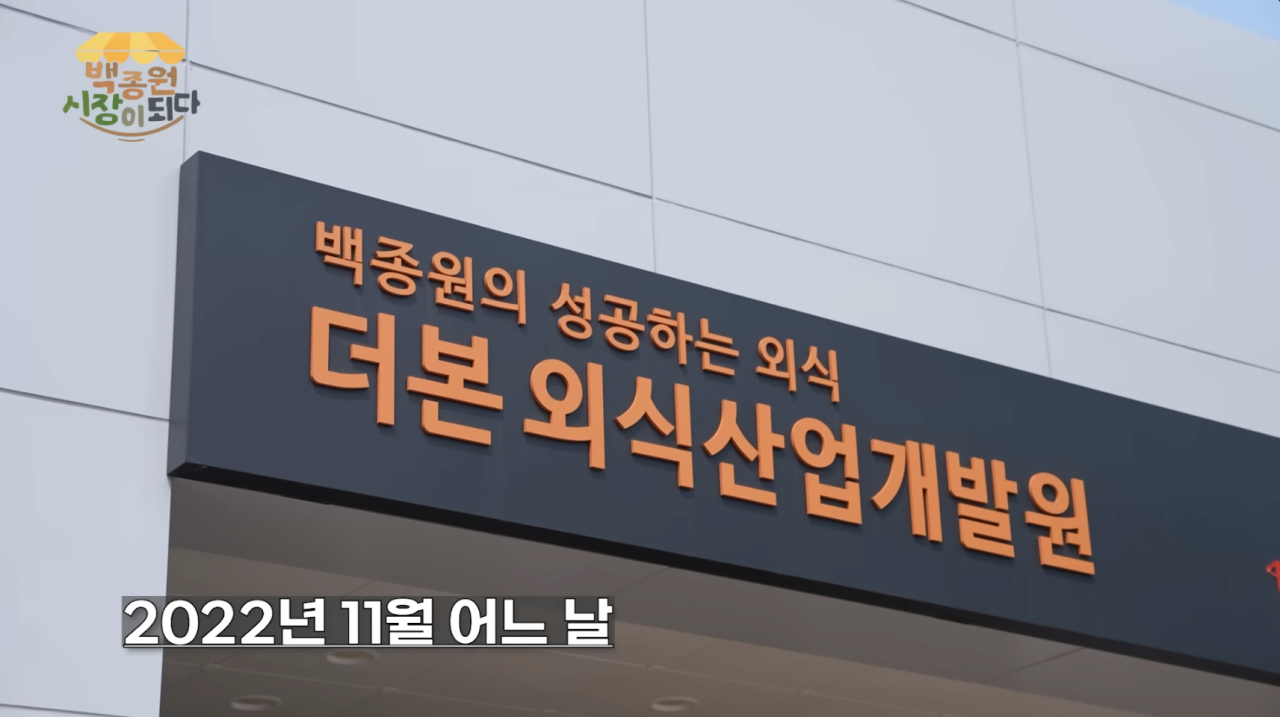 백종원
시장이 되다
백종원의 성공하는 외식
더본 외식산업개발원
2022년 11월 어느 날